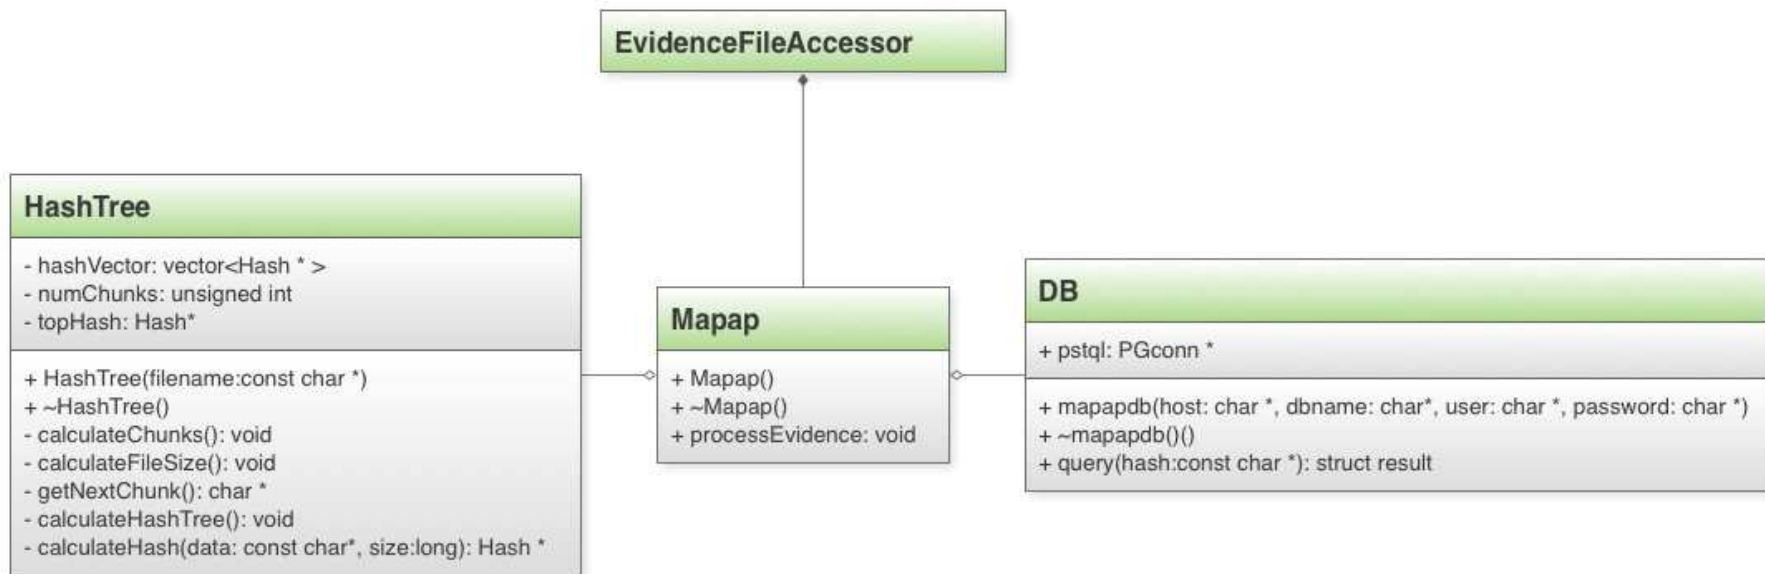 EvidenceFileAccessor
HashTree
- hashVector: vector<Hash * >
- numChunks: unsigned int
- topHash: Hash*
+ HashTree(filename:const char *)
+ ~HashTree()
- calculateChunks(): void
- calculateFileSize(): void
- getNextChunk(): char *
- calculateHashTree(): void
- calculateHash(data: const char*, size:long): Hash *
Mapap
+ Mapap()
+ ~Mapap()
+ processEvidence: void
DB
+ pstql: PGconn *
+ mapapdb(host: char *, dbname: char*, user: char *, password: char *)
+ ~mapapdb()()
+ query(hash:const char *): struct result